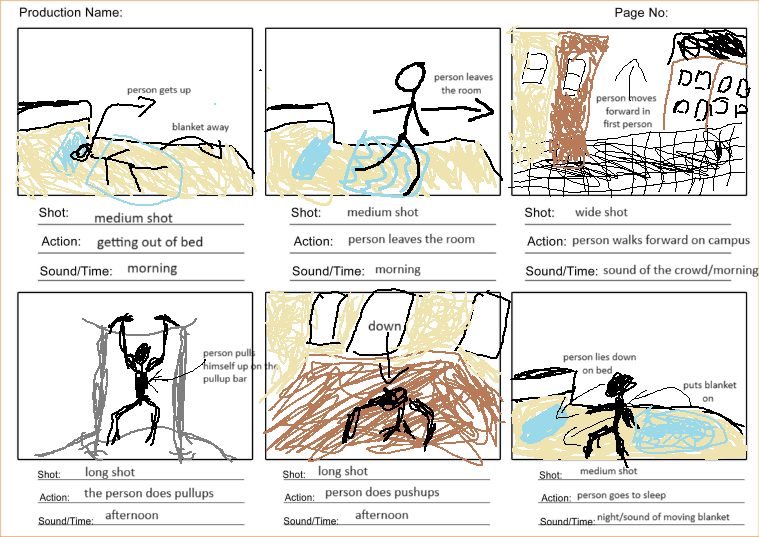 Production Name:
Page No:
person gets up
blanket away
person leaves
the room
person moves
forward in
first person
Shot: medium shot
Action: getting out of bed
Sound/Time: morning
Shot: medium shot
Action: person leaves the room
Sound/Time: morning
Shot: wide shot
Action: person walks forward on campus
Sound/Time: sound of the crowd/morning
person pulls
himself up on the
pullup bar
down
person lies down
on bed
puts blanket
on
Shot: long shot
Action: the person does pullups
Sound/Time: afternoon
Shot: long shot
Action: person does pushups
Sound/Time: afternoon
Shot: medium shot
Action: person goes to sleep
Sound/Time: night/sound of moving blanket